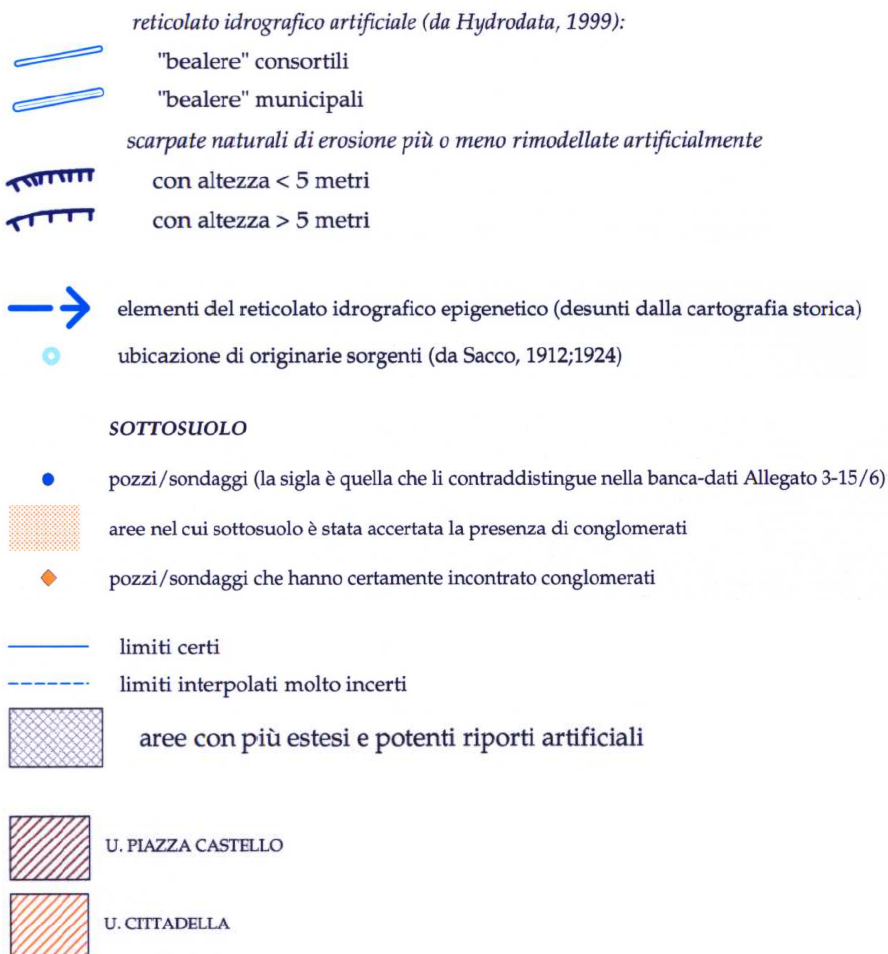 reticolato idrografico artificiale (da Hydrodata, 1999):
"bealere" consortili
"bealere" municipali
scarpate naturali di erosione più o meno rimodellate artificialmente
con altezza < 5 metri
con altezza > 5 metri
elementi del reticolato idrografico epigenetico (desunti dalla cartografia storica)
ubicazione di originarie sorgenti (da Sacco, 1912;1924)
SOTTOSUOLO
pozzi/sondaggi (la sigla è quella che li contraddistingue nella banca-dati Allegato 3-15/6)
aree nel cui sottosuolo è stata accertata la presenza di conglomerati
pozzi/sondaggi che hanno certamente incontrato conglomerati
limiti certi
limiti interpolati molto incerti
aree con più estesi e potenti riporti artificiali
U. PIAZZA CASTELLO
U. CITTADELLA